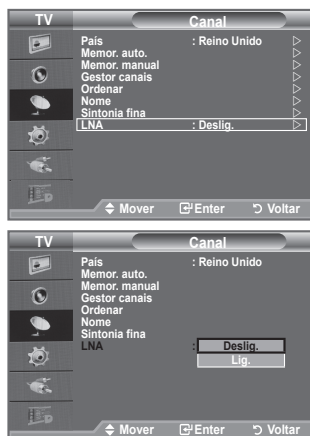 TV Canal
País : Reino Unido
Memor. auto.
Memor. manual
Gestor canais
Ordenar
Nome
Sintonia fina
LNA : Deslig.
Mover Enter Voltar
TV Canal
País : Reino Unido
Memor. auto.
Memor. manual
Gestor canais
Ordenar
Nome
Sintonia fina
LNA : Deslig.
Lig.
Mover Enter Voltar